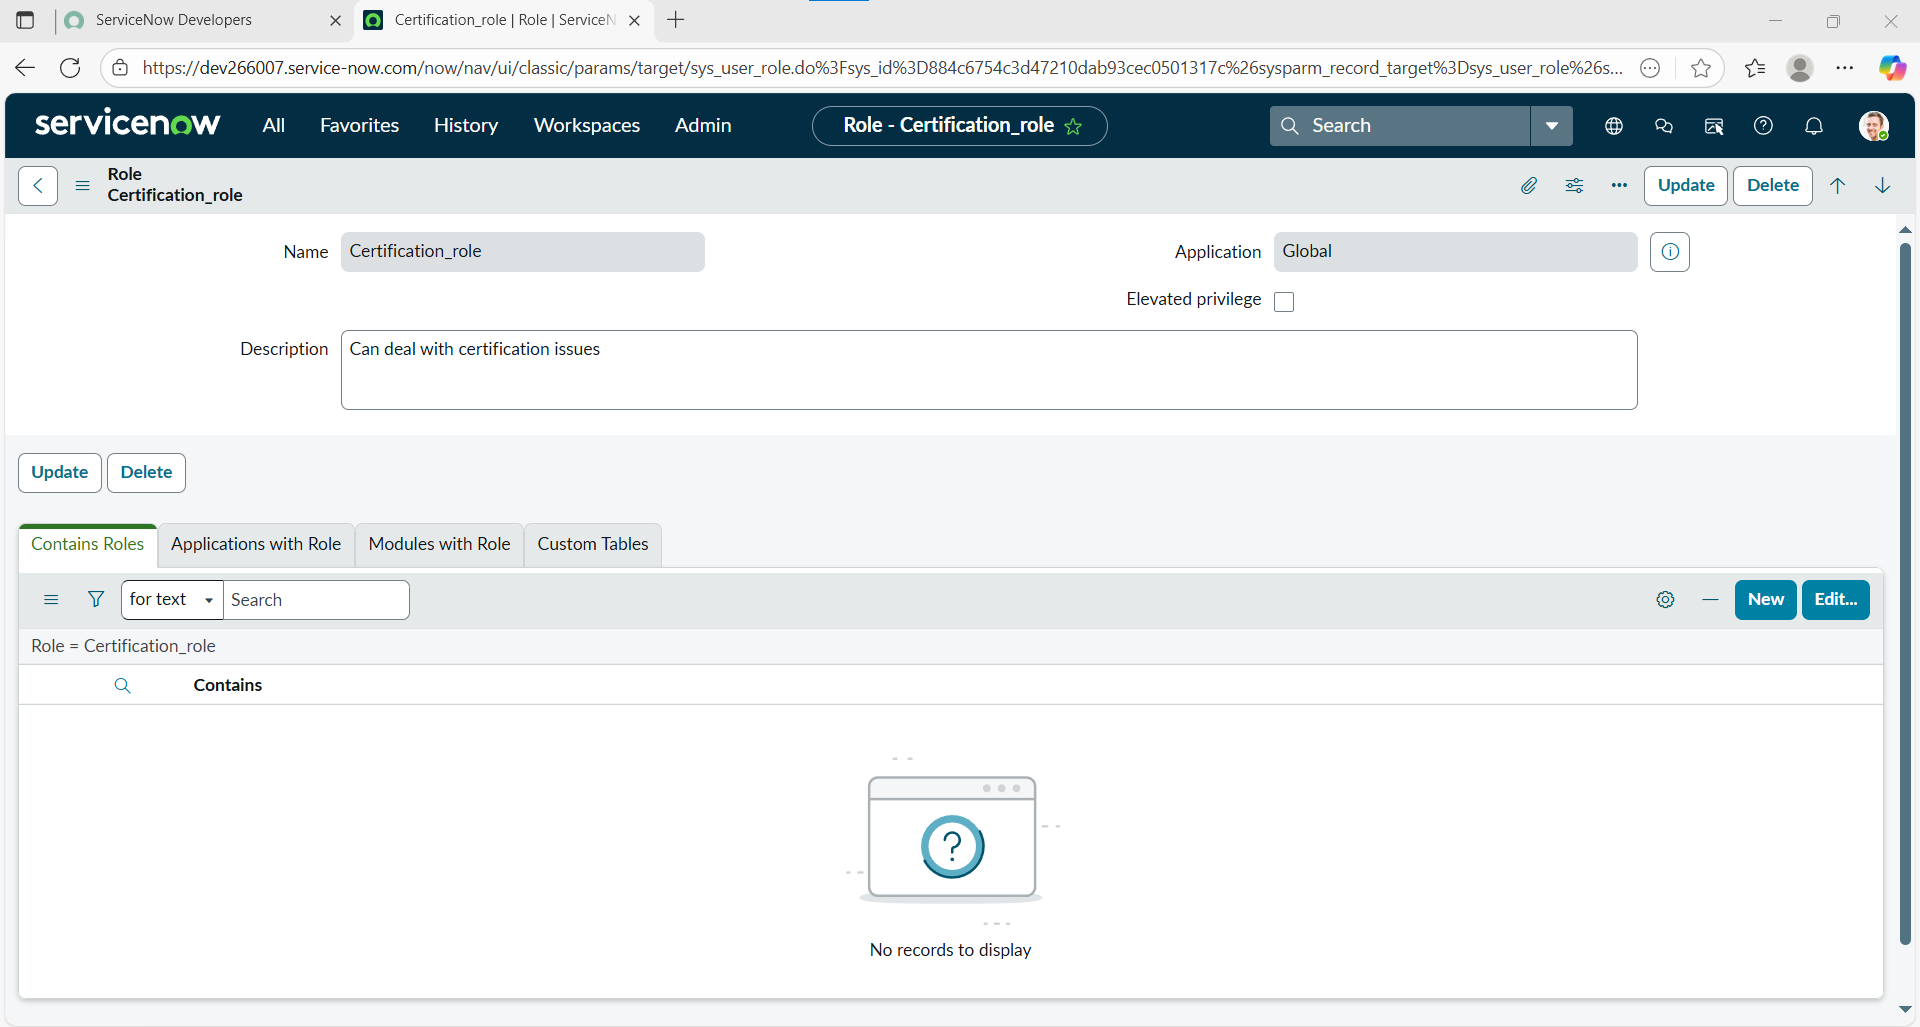 ServiceNow Developers
Certification_role | Role | ServiceN
https://dev266007.service-now.com/now/nav/ui/classic/params/target/sys_user_role.do%3Fsys_id%3D884c6754c3d47210dab93cec0501317c%26sysparm_record_target%3Dsys_user_role%26s...
servicenow All Favorites History Workspaces Admin Role - Certification_role Search
Role
Certification_role
Update Delete
Name Certification_role Application Global
Elevated privilege
Description Can deal with certification issues
Update Delete
Contains Roles Applications with Role Modules with Role Custom Tables
for text Search New Edit...
Role = Certification_role
Contains
?
No records to display